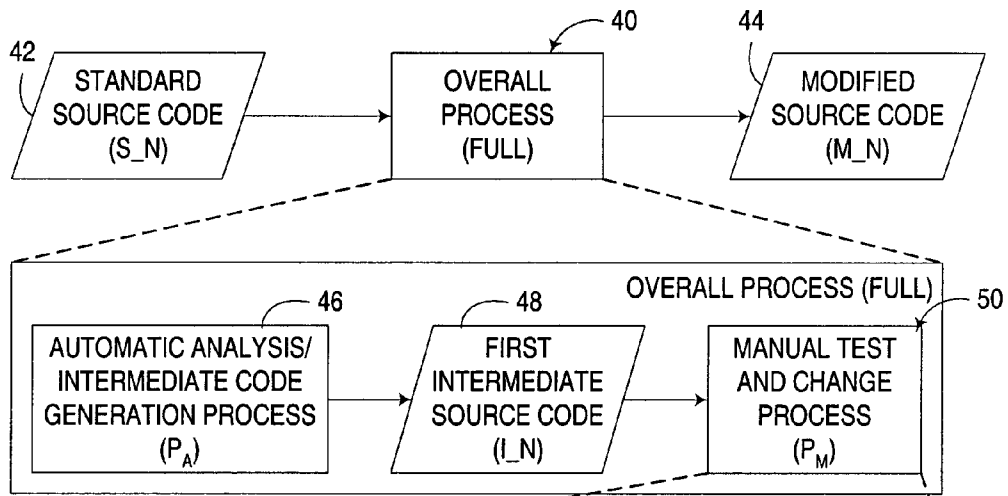 40
42
44
STANDARD
SOURCE CODE
(S_N)
OVERALL
PROCESS
(FULL)
MODIFIED
SOURCE CODE
(M_N)
OVERALL PROCESS (FULL)
46
48
50
AUTOMATIC ANALYSIS/
INTERMEDIATE CODE
GENERATION PROCESS
(P_A)
FIRST
INTERMEDIATE
SOURCE CODE
(I_N)
MANUAL TEST
AND CHANGE
PROCESS
(P_M)